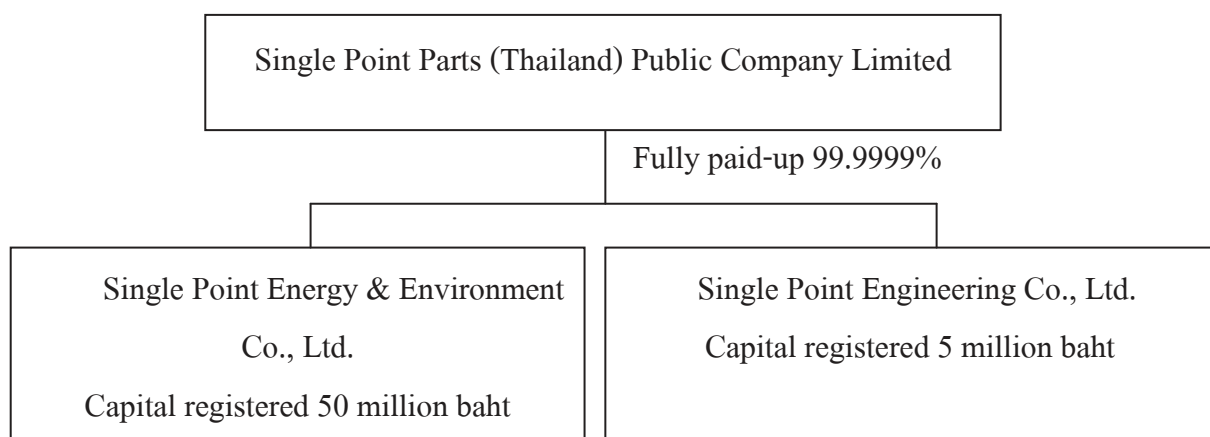 Single Point Parts (Thailand) Public Company Limited
Fully paid-up 99.9999%
Single Point Energy & Environment
Co., Ltd.
Capital registered 50 million baht
Single Point Engineering Co., Ltd.
Capital registered 5 million baht